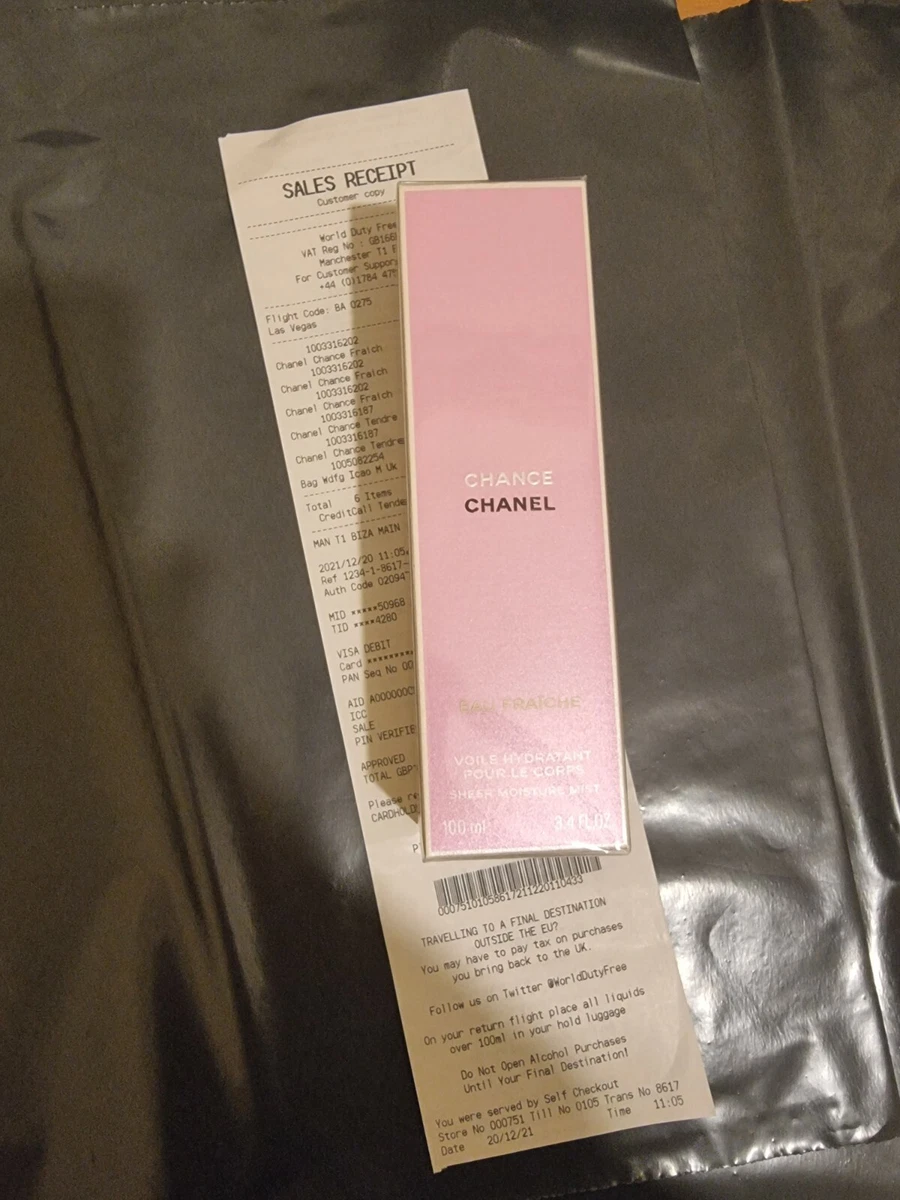 SALES RECEIPT
Customer copy
World Duty Free
VAT Reg No : GB166
Manchester T1
For Customer Support
+44 (0)1784 47
Flight Code: BA 0275
Las Vegas
1003316202
Chanel Chance Fraich
1003316202
Chanel Chance Fraich
1003316202
Chanel Chance Fraich
1003316187
Chanel Chance Tendre
1003316187
Chanel Chance Tendre
1005082254
Bag Wdfg Icao M Uk
Total 6 Items
CreditCall Tende
MAN T1 BIZA MAIN
2021/12/20 11:05
Ref 1234-1-8617-
Auth Code 02094
MID *****50968
TID ****4280
VISA DEBIT
Card ********
PAN Seq No 00
AID A000000
ICC
SALE
PIN VERIFIE
APPROVED
TOTAL GBP
Please re
CARDHOLD
P
CHANCE
CHANEL
EAU FRAÎCHE
VOILE HYDRATANT
POUR LE CORPS
SHEER MOISTURE MIST
100 ml 3.4 FL.OZ.
0007510105861721122011­0433
TRAVELLING TO A FINAL DESTINATION
OUTSIDE THE EU?
You may have to pay tax on purchases
you bring back to the UK.
Follow us on Twitter @WorldDutyFree
On your return flight place all liquids
over 100ml in your hold luggage
Do Not Open Alcohol Purchases
Until Your Final Destination!
You were served by Self Checkout
Store No 000751 Till No 0105 Trans No 8617
Date 20/12/21 Time 11:05